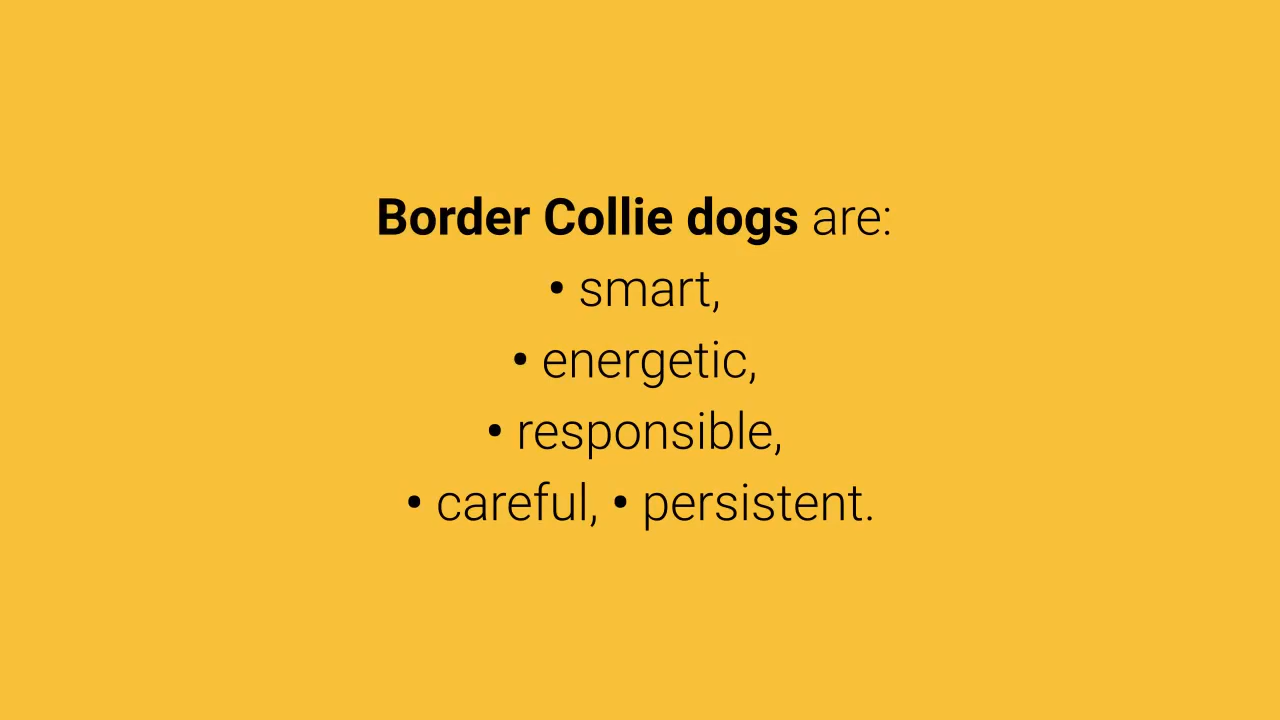 Border Collie dogs are:
• smart,
• energetic,
• responsible,
• careful, • persistent.